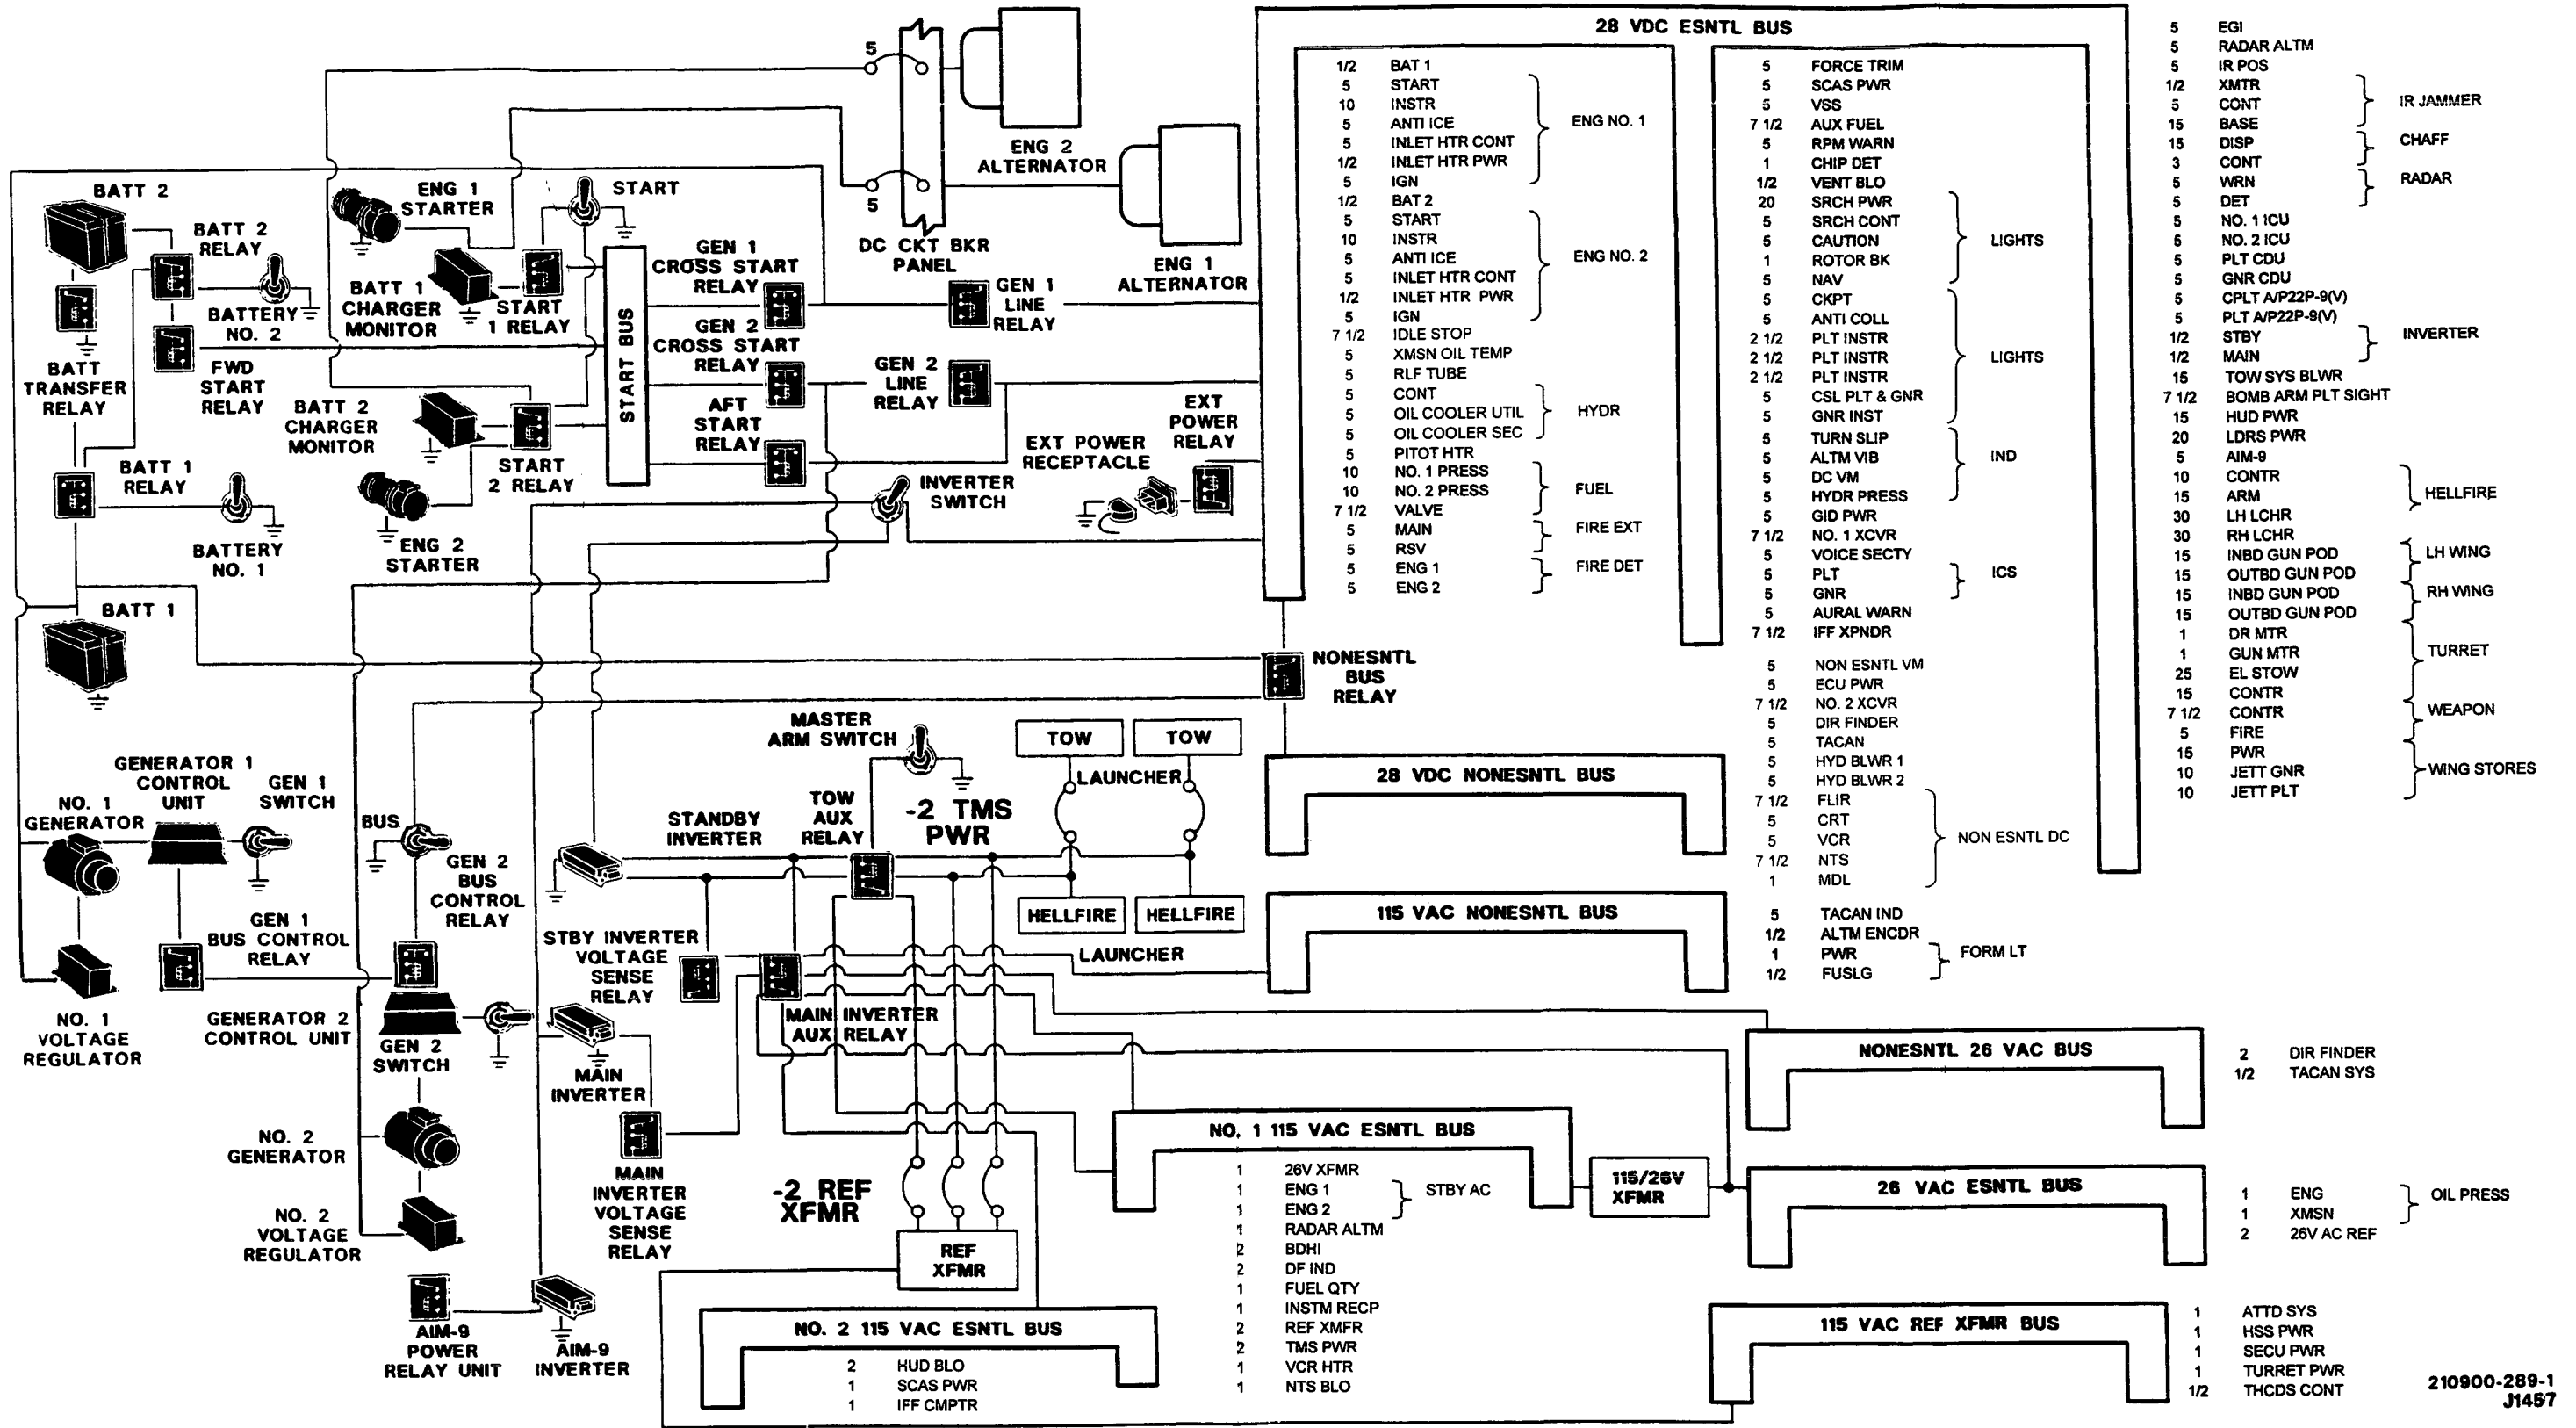 28 VDC ESNTL BUS
1/2 BAT 1
5 START
10 INSTR
5 ANTI ICE
5 INLET HTR CONT
1/2 INLET HTR PWR
5 IGN
ENG NO. 1
1/2 BAT 2
5 START
10 INSTR
5 ANTI ICE
5 INLET HTR CONT
1/2 INLET HTR PWR
5 IGN
ENG NO. 2
7 1/2 IDLE STOP
5 XMSN OIL TEMP
5 RLF TUBE
5 CONT
5 OIL COOLER UTIL
5 OIL COOLER SEC
HYDR
5 PITOT HTR
10 NO. 1 PRESS
10 NO. 2 PRESS
7 1/2 VALVE
FUEL
5 MAIN
5 RSV
FIRE EXT
5 ENG 1
5 ENG 2
FIRE DET
5 FORCE TRIM
5 SCAS PWR
5 VSS
7 1/2 AUX FUEL
5 RPM WARN
1 CHIP DET
1/2 VENT BLO
20 SRCH PWR
5 SRCH CONT
5 CAUTION
1 ROTOR BK
5 NAV
LIGHTS
5 CKPT
5 ANTI COLL
2 1/2 PLT INSTR
2 1/2 PLT INSTR
2 1/2 PLT INSTR
5 CSL PLT & GNR
5 GNR INST
LIGHTS
5 TURN SLIP
5 ALTM VIB
5 DC VM
5 HYDR PRESS
IND
5 GID PWR
7 1/2 NO. 1 XCVR
5 VOICE SECTY
5 PLT
5 GNR
ICS
5 AURAL WARN
7 1/2 IFF XPNDR
5 EGI
5 RADAR ALTM
5 IR POS
1/2 XMTR
5 CONT
15 BASE
IR JAMMER
15 DISP
3 CONT
CHAFF
5 WRN
5 DET
RADAR
5 NO. 1 ICU
5 NO. 2 ICU
5 PLT CDU
5 GNR CDU
5 CPLT A/P22P-9(V)
5 PLT A/P22P-9(V)
1/2 STBY
1/2 MAIN
INVERTER
15 TOW SYS BLWR
7 1/2 BOMB ARM PLT SIGHT
15 HUD PWR
20 LDRS PWR
5 AIM-9
10 CONTR
15 ARM
30 LH LCHR
30 RH LCHR
HELLFIRE
15 INBD GUN POD
15 OUTBD GUN POD
LH WING
15 INBD GUN POD
15 OUTBD GUN POD
RH WING
1 DR MTR
1 GUN MTR
25 EL STOW
15 CONTR
TURRET
7 1/2 CONTR
5 FIRE
WEAPON
15 PWR
10 JETT GNR
10 JETT PLT
WING STORES
5
5
DC CKT BKR
PANEL
ENG 2
ALTERNATOR
ENG 1
ALTERNATOR
BATT 2
BATT 2
RELAY
ENG 1
STARTER
START
BATT 1
CHARGER
MONITOR
START
1 RELAY
BATTERY
NO. 2
BATT
TRANSFER
RELAY
FWD
START
RELAY
START BUS
GEN 1
CROSS START
RELAY
GEN 2
CROSS START
RELAY
AFT
START
RELAY
GEN 1
LINE
RELAY
GEN 2
LINE
RELAY
EXT
POWER
RELAY
EXT POWER
RECEPTACLE
INVERTER
SWITCH
BATT 2
CHARGER
MONITOR
START
2 RELAY
BATT 1
RELAY
BATTERY
NO. 1
ENG 2
STARTER
BATT 1
NONESNTL
BUS
RELAY
MASTER
ARM SWITCH
TOW
TOW
LAUNCHER
-2 TMS
PWR
TOW
AUX
RELAY
STANDBY
INVERTER
GENERATOR 1
CONTROL
UNIT
GEN 1
SWITCH
NO. 1
GENERATOR
BUS
GEN 2
BUS
CONTROL
RELAY
GEN 1
BUS CONTROL
RELAY
HELLFIRE
HELLFIRE
LAUNCHER
STBY INVERTER
VOLTAGE
SENSE
RELAY
MAIN INVERTER
AUX RELAY
NO. 1
VOLTAGE
REGULATOR
GENERATOR 2
CONTROL UNIT
GEN 2
SWITCH
MAIN
INVERTER
NO. 2
GENERATOR
MAIN
INVERTER
VOLTAGE
SENSE
RELAY
NO. 2
VOLTAGE
REGULATOR
AIM-9
POWER
RELAY UNIT
AIM-9
INVERTER
-2 REF
XFMR
REF
XFMR
28 VDC NONESNTL BUS
5 NON ESNTL VM
5 ECU PWR
7 1/2 NO. 2 XCVR
5 DIR FINDER
5 TACAN
5 HYD BLWR 1
5 HYD BLWR 2
7 1/2 FLIR
5 CRT
5 VCR
7 1/2 NTS
1 MDL
NON ESNTL DC
115 VAC NONESNTL BUS
5 TACAN IND
1/2 ALTM ENCDR
1 PWR
1/2 FUSLG
FORM LT
NONESNTL 26 VAC BUS
2 DIR FINDER
1/2 TACAN SYS
NO. 1 115 VAC ESNTL BUS
1 26V XFMR
1 ENG 1
1 ENG 2
STBY AC
1 RADAR ALTM
2 BDHI
2 DF IND
1 FUEL QTY
1 INSTM RECP
2 REF XMFR
2 TMS PWR
1 VCR HTR
1 NTS BLO
115/26V
XFMR
26 VAC ESNTL BUS
1 ENG
1 XMSN
OIL PRESS
2 26V AC REF
NO. 2 115 VAC ESNTL BUS
2 HUD BLO
1 SCAS PWR
1 IFF CMPTR
115 VAC REF XFMR BUS
1 ATTD SYS
1 HSS PWR
1 SECU PWR
1 TURRET PWR
1/2 THCDS CONT
210900-289-1
J1457